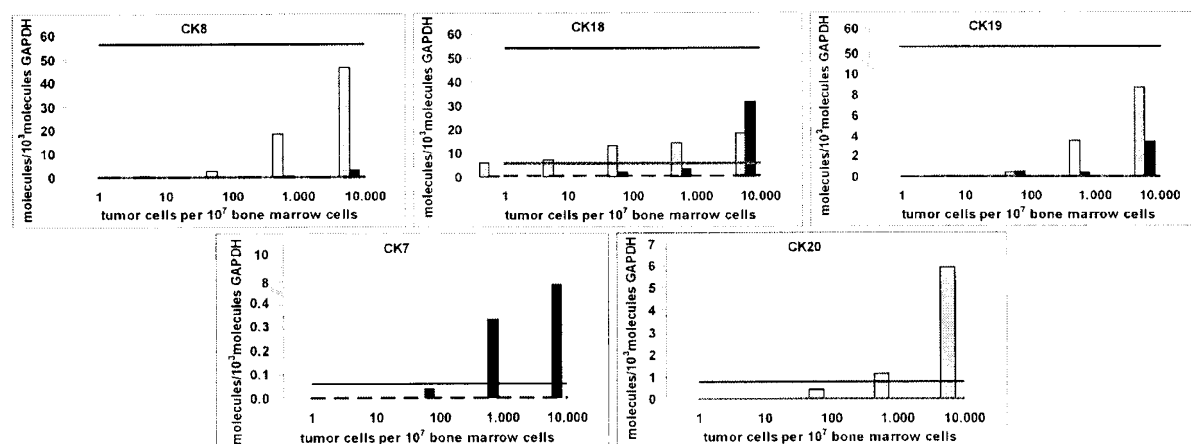 CK8
molecules/10³molecules GAPDH
60
50
40
30
20
10
0
1 10 100 1.000 10.000
tumor cells per 10⁷ bone marrow cells
CK18
molecules/10³molecules GAPDH
60
50
40
30
20
10
0
1 10 100 1.000 10.000
tumor cells per 10⁷ bone marrow cells
CK19
molecules/10³molecules GAPDH
60
50
10
8
6
4
2
0
1 10 100 1.000 10.000
tumor cells per 10⁷ bone marrow cells
CK7
molecules/10³molecules GAPDH
10
8
0.4
0.3
0.2
0.1
0.0
1 10 100 1.000 10.000
tumor cells per 10⁷ bone marrow cells
CK20
molecules/10³molecules GAPDH
7
6
5
4
3
2
1
0
1 10 100 1.000 10.000
tumor cells per 10⁷ bone marrow cells